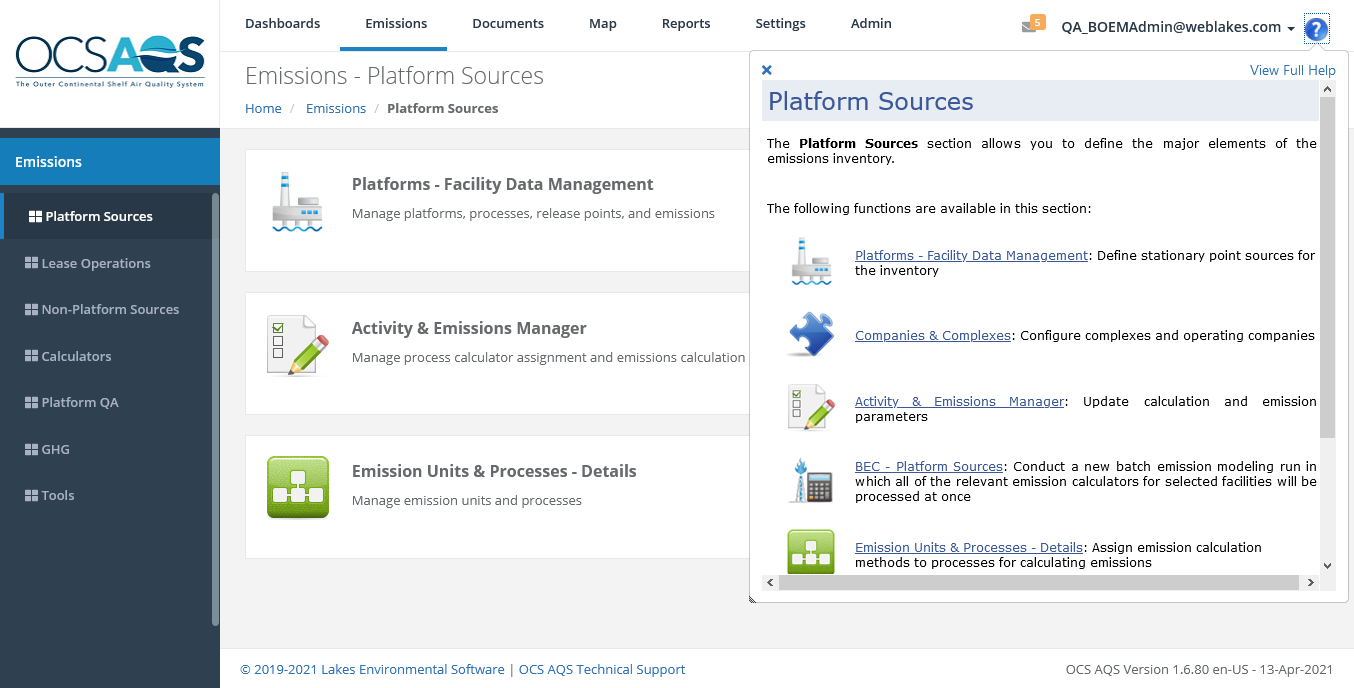 OCSAQS
The Outer Continental Shelf Air Quality System
Dashboards
Emissions
Documents
Map
Reports
Settings
Admin
5
QA_BOEMAdmin@weblakes.com
?
Emissions - Platform Sources
Home / Emissions / Platform Sources
Emissions
Platform Sources
Lease Operations
Non-Platform Sources
Calculators
Platform QA
GHG
Tools
Platforms - Facility Data Management
Manage platforms, processes, release points, and emissions
Activity & Emissions Manager
Manage process calculator assignment and emissions calculation
Emission Units & Processes - Details
Manage emission units and processes
View Full Help
Platform Sources
The Platform Sources section allows you to define the major elements of the
emissions inventory.
The following functions are available in this section:
Platforms - Facility Data Management: Define stationary point sources for
the inventory
Companies & Complexes: Configure complexes and operating companies
Activity & Emissions Manager: Update calculation and emission
parameters
BEC - Platform Sources: Conduct a new batch emission modeling run in
which all of the relevant emission calculators for selected facilities will be
processed at once
Emission Units & Processes - Details: Assign emission calculation
methods to processes for calculating emissions
© 2019-2021 Lakes Environmental Software | OCS AQS Technical Support
OCS AQS Version 1.6.80 en-US - 13-Apr-2021